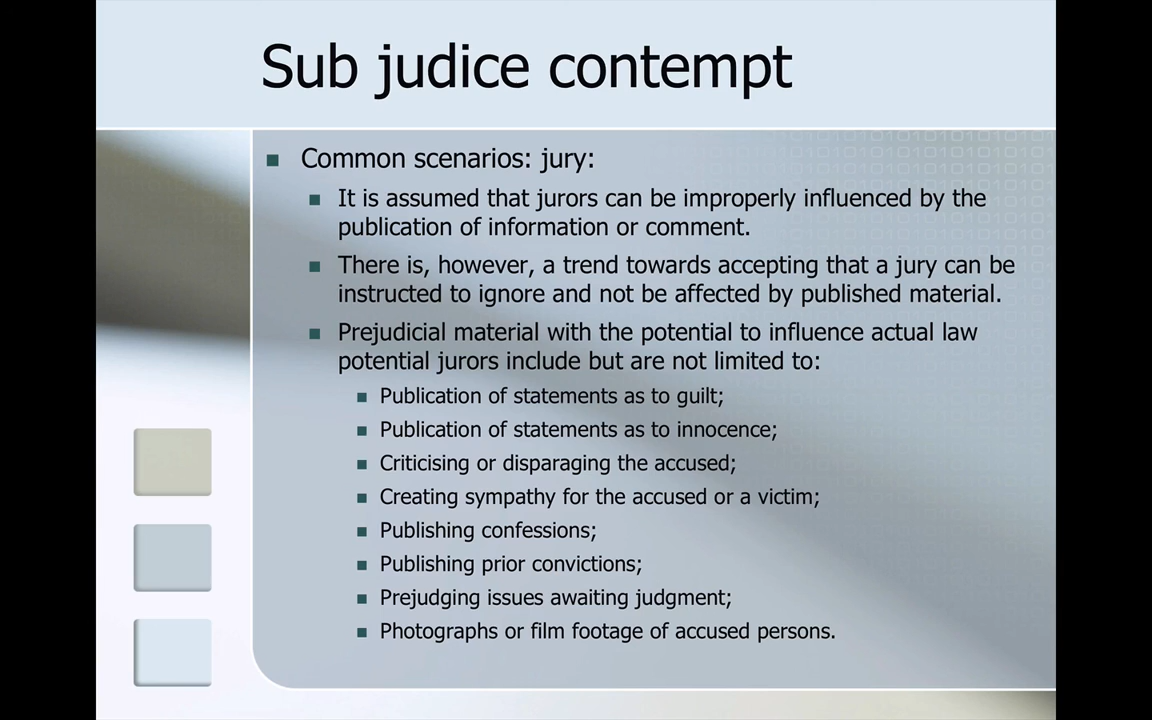 Sub judice contempt
Common scenarios: jury:
It is assumed that jurors can be improperly influenced by the
publication of information or comment.
There is, however, a trend towards accepting that a jury can be
instructed to ignore and not be affected by published material.
Prejudicial material with the potential to influence actual law
potential jurors include but are not limited to:
Publication of statements as to guilt;
Publication of statements as to innocence;
Criticising or disparaging the accused;
Creating sympathy for the accused or a victim;
Publishing confessions;
Publishing prior convictions;
Prejudging issues awaiting judgment;
Photographs or film footage of accused persons.